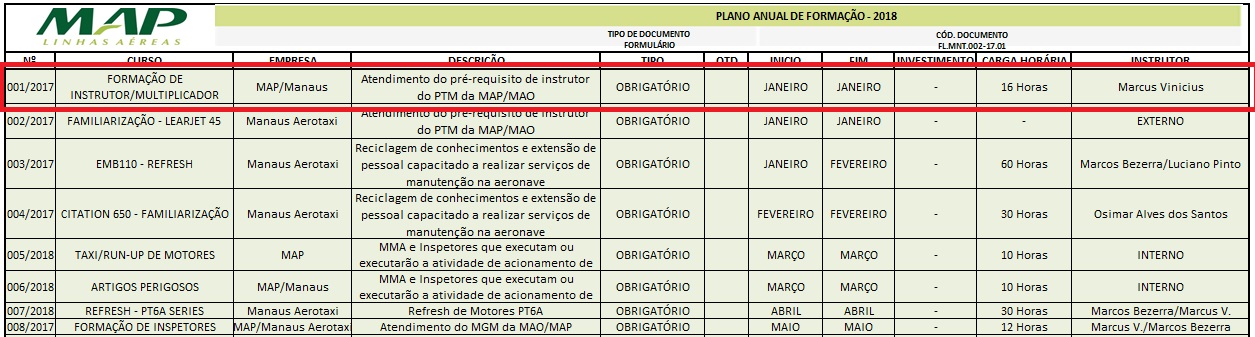 MAP
LINHAS AÉREAS
PLANO ANUAL DE FORMAÇÃO - 2018
TIPO DE DOCUMENTO
FORMULÁRIO
CÓD. DOCUMENTO
FL.MNT.002-17.01
Nº CURSO EMPRESA DESCRIÇÃO TIPO QTD INICIO FIM INVESTIMENTO CARGA HORÁRIA INSTRUTOR
001/2017 FORMAÇÃO DE INSTRUTOR/MULTIPLICADOR MAP/Manaus Atendimento do pré-requisito de instrutor do PTM da MAP/MAO OBRIGATÓRIO JANEIRO JANEIRO - 16 Horas Marcus Vinicius
002/2017 FAMILIARIZAÇÃO - LEARJET 45 Manaus Aerotaxi Atendimento do pré-requisito de instrutor do PTM da MAP/MAO OBRIGATÓRIO JANEIRO JANEIRO - - EXTERNO
003/2017 EMB110 - REFRESH Manaus Aerotaxi Reciclagem de conhecimentos e extensão de pessoal capacitado a realizar serviços de manutenção na aeronave OBRIGATÓRIO JANEIRO FEVEREIRO - 60 Horas Marcos Bezerra/Luciano Pinto
004/2017 CITATION 650 - FAMILIARIZAÇÃO Manaus Aerotaxi Reciclagem de conhecimentos e extensão de pessoal capacitado a realizar serviços de manutenção na aeronave OBRIGATÓRIO FEVEREIRO FEVEREIRO - 30 Horas Osimar Alves dos Santos
005/2018 TAXI/RUN-UP DE MOTORES MAP MMA e Inspetores que executam ou executarão a atividade de acionamento de OBRIGATÓRIO MARÇO MARÇO - 10 Horas INTERNO
006/2018 ARTIGOS PERIGOSOS MAP/Manaus MMA e Inspetores que executam ou executarão a atividade de acionamento de OBRIGATÓRIO MARÇO MARÇO - 10 Horas INTERNO
007/2018 REFRESH - PT6A SERIES Manaus Aerotaxi Refresh de Motores PT6A OBRIGATÓRIO ABRIL ABRIL - 30 Horas Marcos Bezerra/Marcus V.
008/2017 FORMAÇÃO DE INSPETORES MAP/Manaus Aerotaxi Atendimento do MGM da MAO/MAP OBRIGATÓRIO MAIO MAIO - 12 Horas Marcus V./Marcos Bezerra